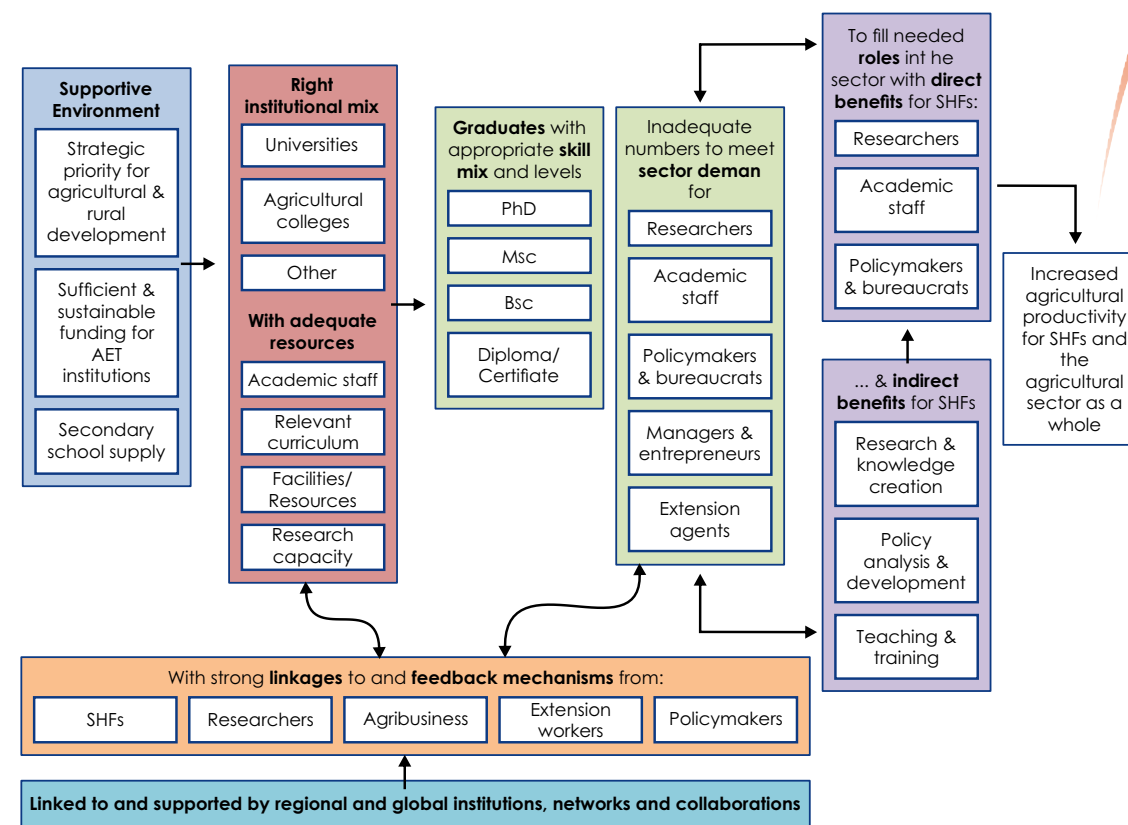 Supportive
Environment
Strategic
priority for
agricultural &
rural
development
Sufficient &
sustainable
funding for
AET
institutions
Secondary
school supply
Right
institutional mix
Universities
Agricultural
colleges
Other
With adequate
resources
Academic staff
Relevant
curriculum
Facilities/
Resources
Research
capacity
Graduates with
appropriate skill
mix and levels
PhD
Msc
Bsc
Diploma/
Certifiate
Inadequate
numbers to meet
sector deman
for
Researchers
Academic
staff
Policymakers
& bureaucrats
Managers &
entrepreneurs
Extension
agents
To fill needed
roles int he
sector with direct
benefits for SHFs:
Researchers
Academic
staff
Policymakers
& bureaucrats
... & indirect
benefits for SHFs
Research &
knowledge
creation
Policy
analysis &
development
Teaching &
training
Increased
agricultural
productivity
for SHFs and
the
agricultural
sector as a
whole
With strong linkages to and feedback mechanisms from:
SHFs
Researchers
Agribusiness
Extension
workers
Policymakers
Linked to and supported by regional and global institutions, networks and collaborations